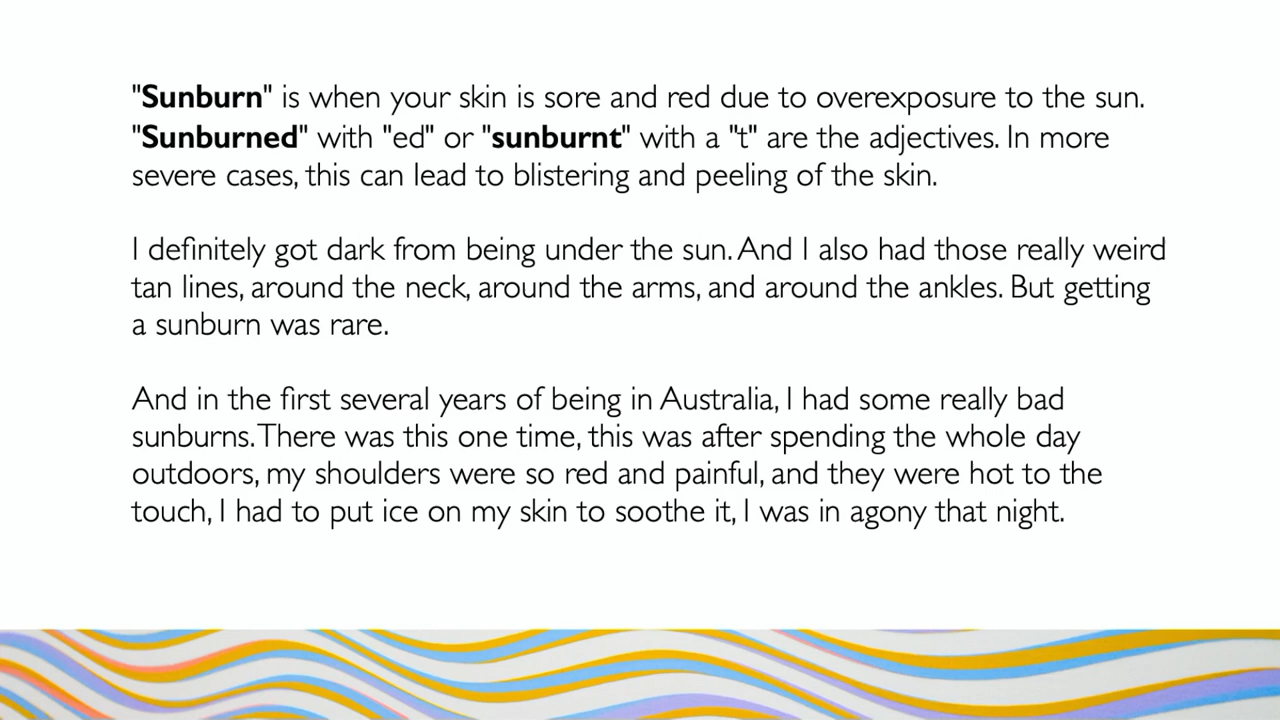 "Sunburn" is when your skin is sore and red due to overexposure to the sun.
"Sunburned" with "ed" or "sunburnt" with a "t" are the adjectives. In more
severe cases, this can lead to blistering and peeling of the skin.
I definitely got dark from being under the sun. And I also had those really weird
tan lines, around the neck, around the arms, and around the ankles. But getting
a sunburn was rare.
And in the first several years of being in Australia, I had some really bad
sunburns. There was this one time, this was after spending the whole day
outdoors, my shoulders were so red and painful, and they were hot to the
touch, I had to put ice on my skin to soothe it, I was in agony that night.